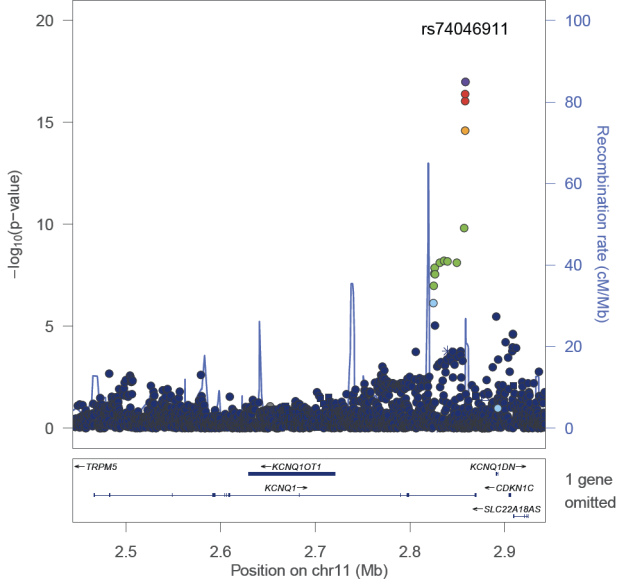 20
15
10
5
0
−log10(p−value)
rs74046911
100
80
60
40
20
0
Recombination rate (cM/Mb)
←TRPM5
←KCNQ1OT1
KCNQ1→
KCNQ1DN→
←CDKN1C
←SLC22A18AS
1 gene
omitted
2.5 2.6 2.7 2.8 2.9
Position on chr11 (Mb)